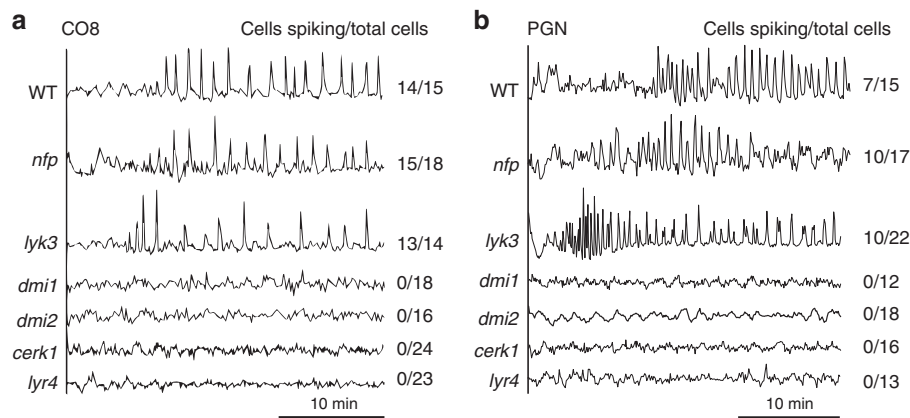 a CO8 Cells spiking/total cells
WT 14/15
nfp 15/18
lyk3 13/14
dmi1 0/18
dmi2 0/16
cerk1 0/24
lyr4 0/23
10 min
b PGN Cells spiking/total cells
WT 7/15
nfp 10/17
lyk3 10/22
dmi1 0/12
dmi2 0/18
cerk1 0/16
lyr4 0/13
10 min